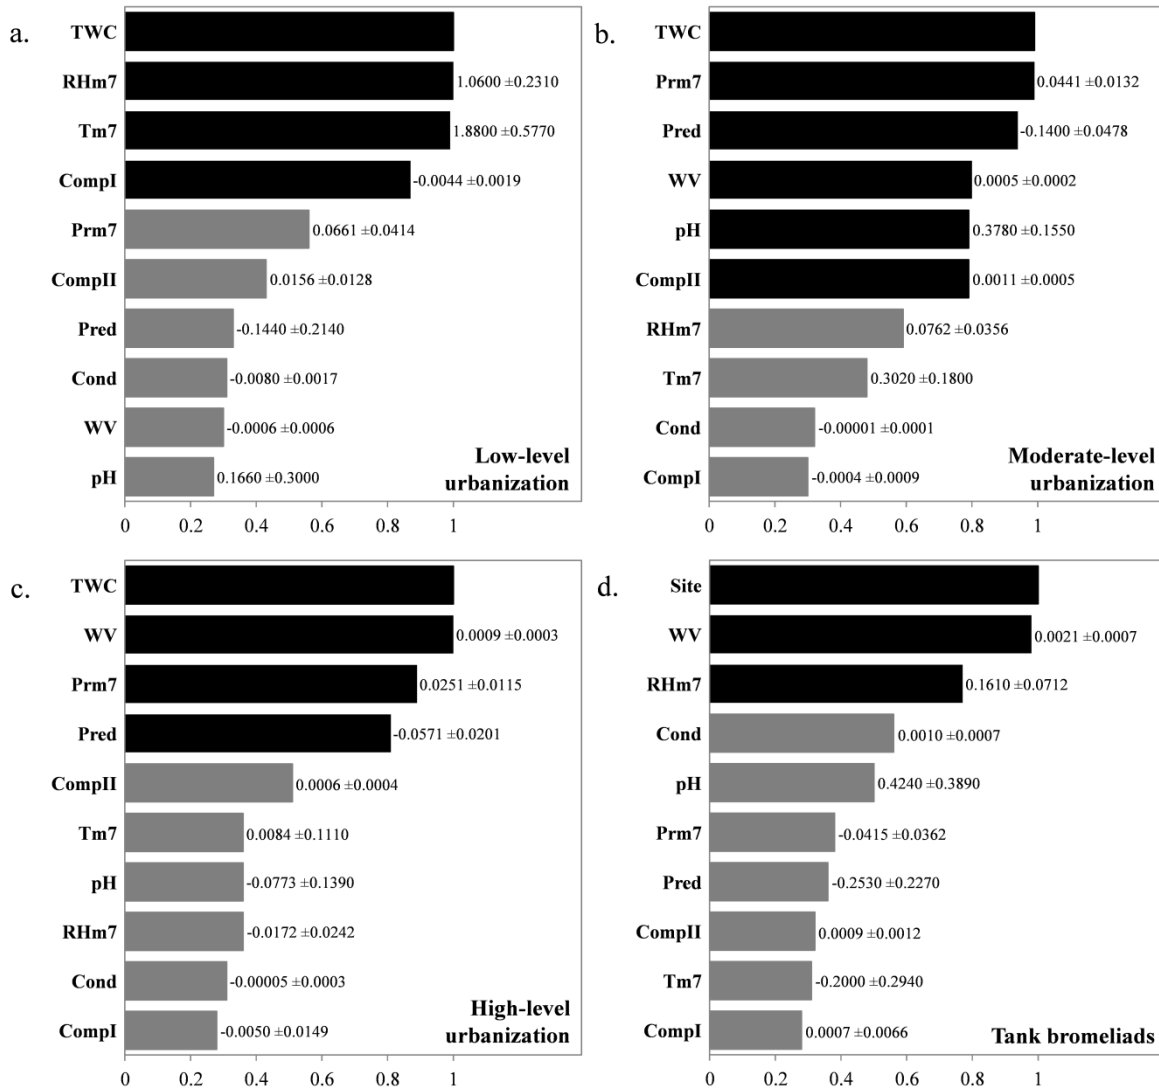 a.
TWC
RHm7 1.0600 ±0.2310
Tm7 1.8800 ±0.5770
CompI -0.0044 ±0.0019
Prm7 0.0661 ±0.0414
CompII 0.0156 ±0.0128
Pred -0.1440 ±0.2140
Cond -0.0080 ±0.0017
WV -0.0006 ±0.0006
pH 0.1660 ±0.3000
Low-level
urbanization
0 0.2 0.4 0.6 0.8 1
b.
TWC
Prm7 0.0441 ±0.0132
Pred -0.1400 ±0.0478
WV 0.0005 ±0.0002
pH 0.3780 ±0.1550
CompII 0.0011 ±0.0005
RHm7 0.0762 ±0.0356
Tm7 0.3020 ±0.1800
Cond -0.00001 ±0.0001
CompI -0.0004 ±0.0009
Moderate-level
urbanization
0 0.2 0.4 0.6 0.8 1
c.
TWC
WV 0.0009 ±0.0003
Prm7 0.0251 ±0.0115
Pred -0.0571 ±0.0201
CompII 0.0006 ±0.0004
Tm7 0.0084 ±0.1110
pH -0.0773 ±0.1390
RHm7 -0.0172 ±0.0242
Cond -0.00005 ±0.0003
CompI -0.0050 ±0.0149
High-level
urbanization
0 0.2 0.4 0.6 0.8 1
d.
Site
WV 0.0021 ±0.0007
RHm7 0.1610 ±0.0712
Cond 0.0010 ±0.0007
pH 0.4240 ±0.3890
Prm7 -0.0415 ±0.0362
Pred -0.2530 ±0.2270
CompII 0.0009 ±0.0012
Tm7 -0.2000 ±0.2940
CompI 0.0007 ±0.0066
Tank bromeliads
0 0.2 0.4 0.6 0.8 1